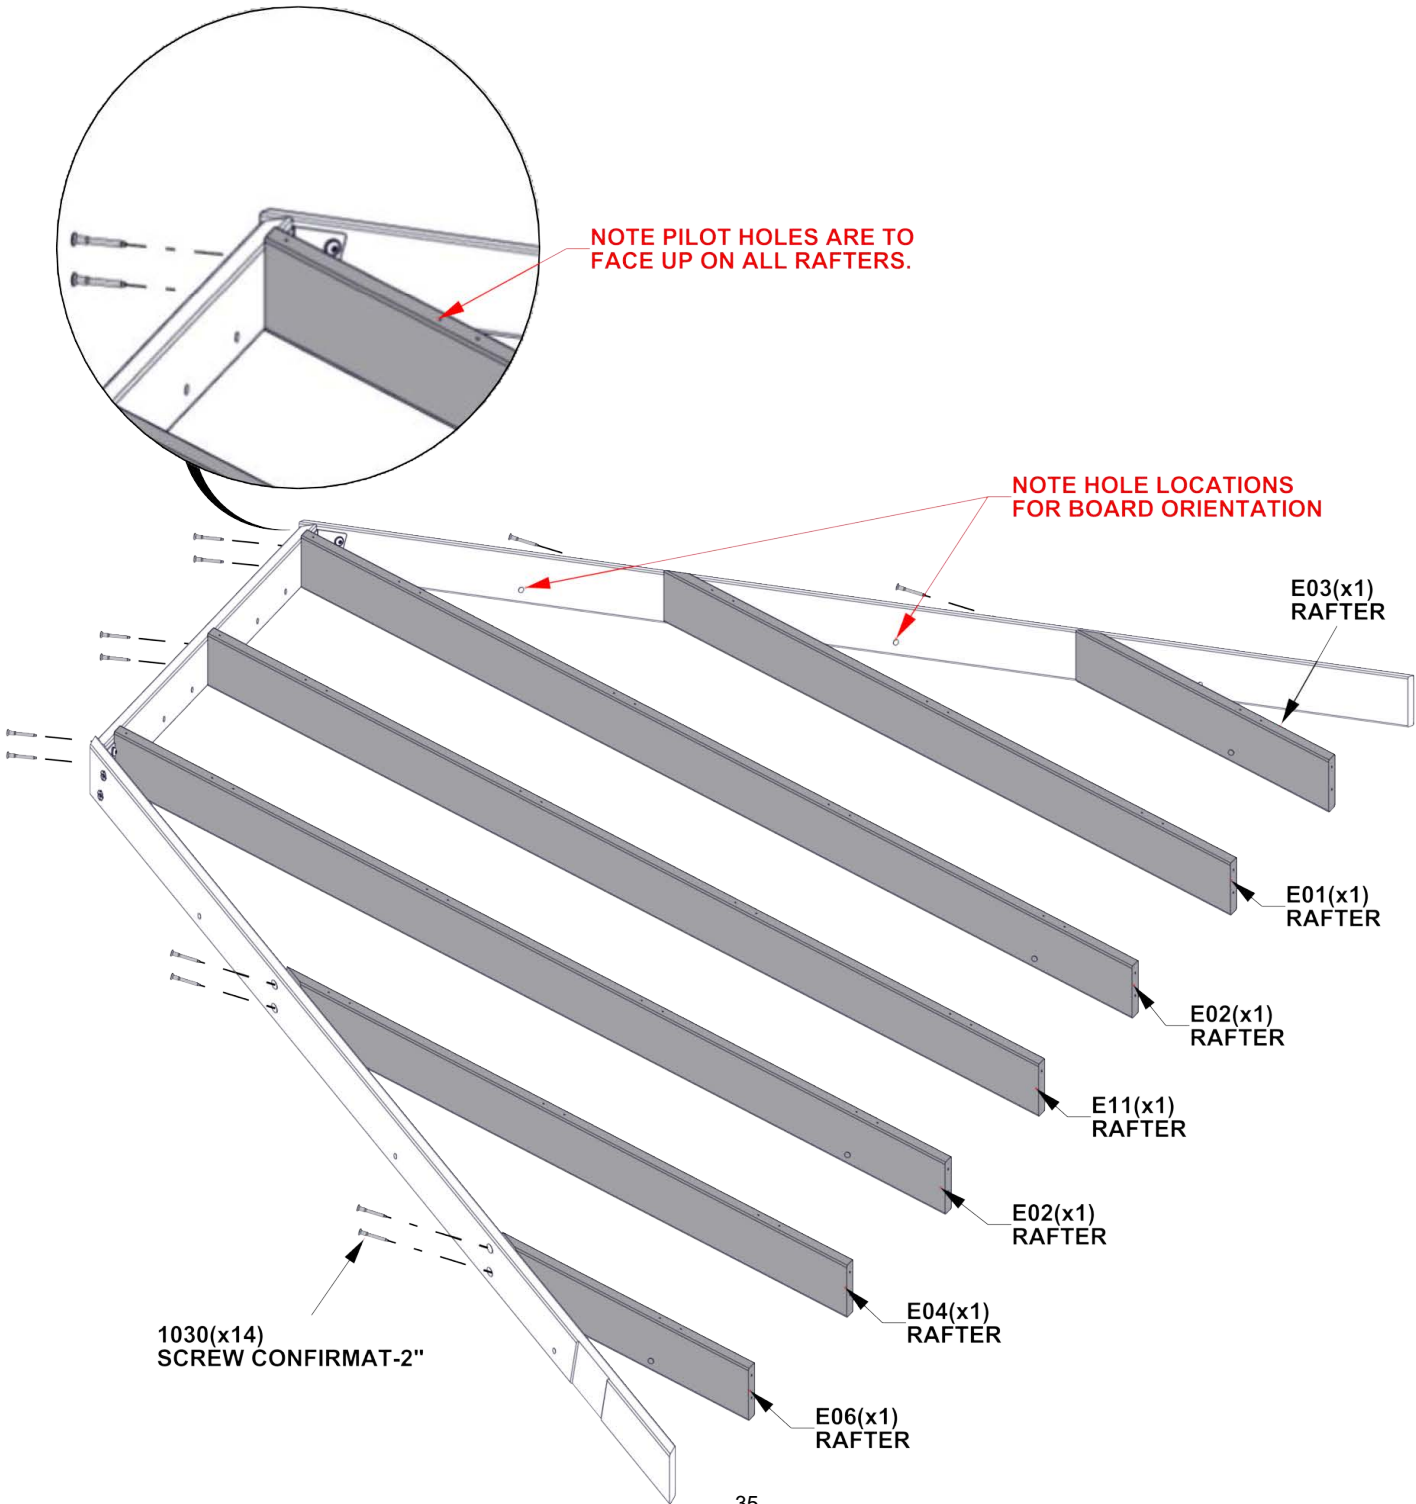 NOTE PILOT HOLES ARE TO
FACE UP ON ALL RAFTERS.
NOTE HOLE LOCATIONS
FOR BOARD ORIENTATION
E03(x1)
RAFTER
E01(x1)
RAFTER
E02(x1)
RAFTER
E11(x1)
RAFTER
E02(x1)
RAFTER
E04(x1)
RAFTER
1030(x14)
SCREW CONFIRMAT-2"
E06(x1)
RAFTER
35